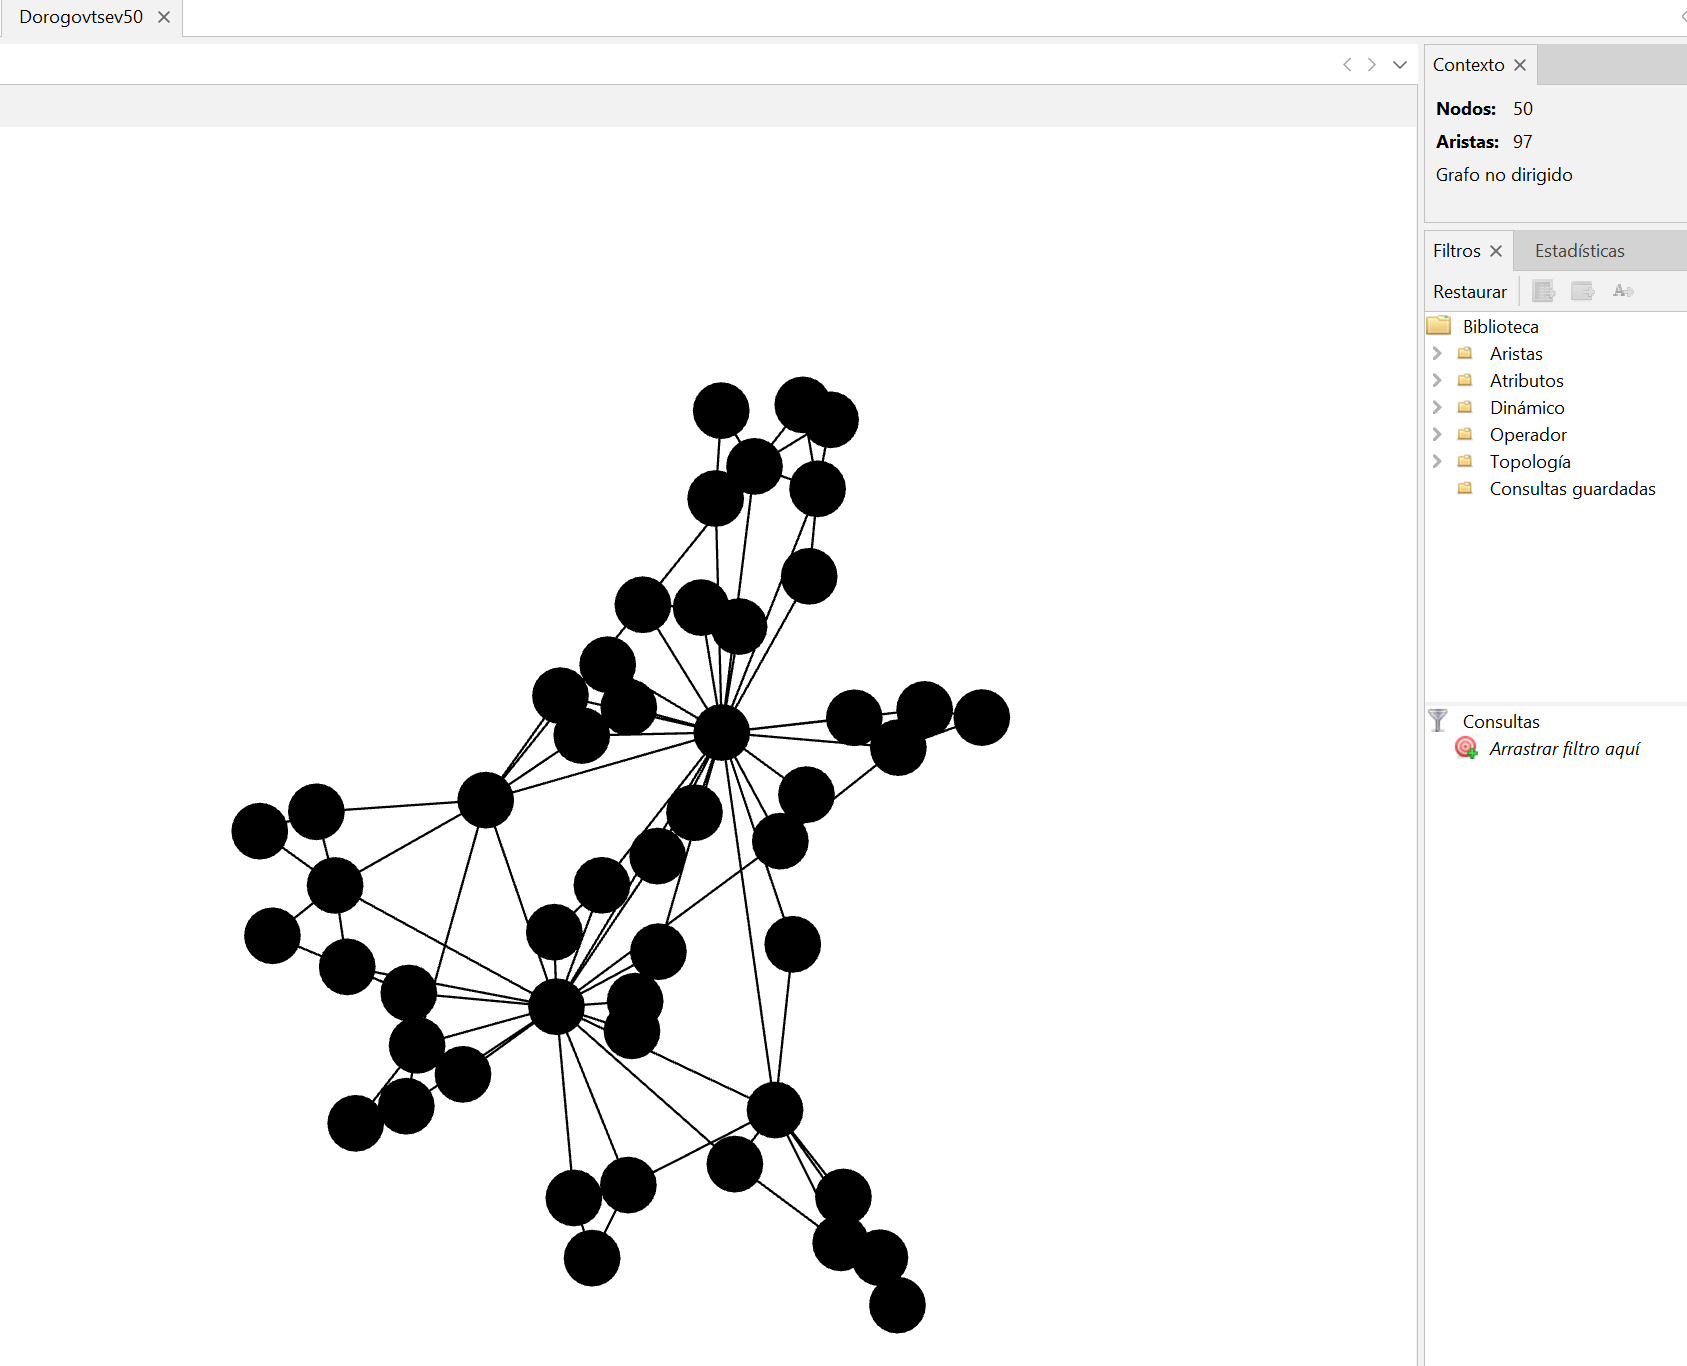 Dorogovtsev50
Contexto
Nodos: 50
Aristas: 97
Grafo no dirigido
Filtros Estadísticas
Restaurar
Biblioteca
Aristas
Atributos
Dinámico
Operador
Topología
Consultas guardadas
Consultas
Arrastrar filtro aquí